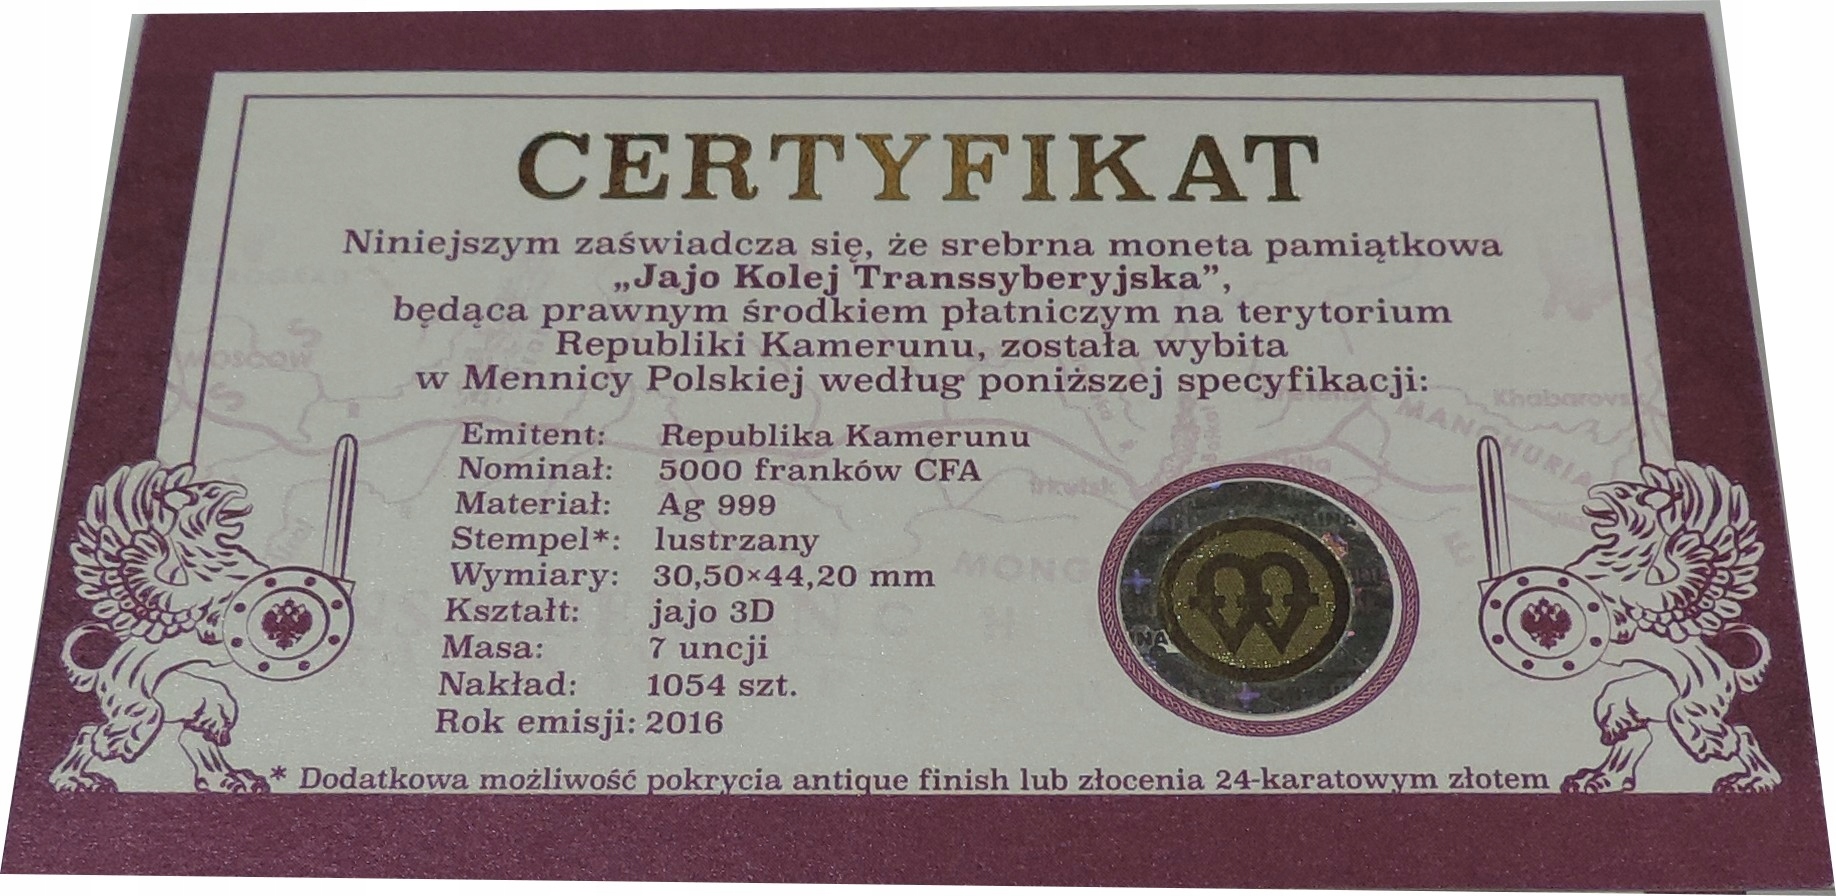 CERTYFIKAT
Niniejszym zaświadcza się, że srebrna moneta pamiątkowa
„Jajo Kolej Transsyberyjska”,
będąca prawnym środkiem płatniczym na terytorium
Republiki Kamerunu, została wybita
w Mennicy Polskiej według poniższej specyfikacji:
Emitent: Republika Kamerunu
Nominał: 5000 franków CFA
Materiał: Ag 999
Stempel*: lustrzany
Wymiary: 30,50×44,20 mm
Kształt: jajo 3D
Masa: 7 uncji
Nakład: 1054 szt.
Rok emisji: 2016
* Dodatkowa możliwość pokrycia antique finish lub złocenia 24-karatowym złotem
MOSCOW
Irkutsk
MANCHURIA